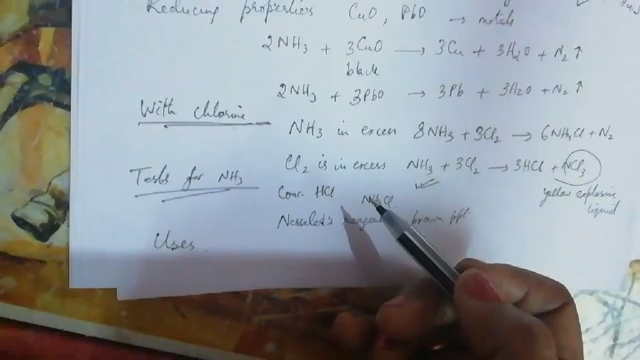 Reducing properties CuO, PbO → metals
2NH3 + 3CuO → 3Cu + 3H2O + N2 ↑
black
2NH3 + 3PbO → 3Pb + 3H2O + N2 ↑
With chlorine
NH3 in excess 8NH3 + 3Cl2 → 6NH4Cl + N2
Cl2 is in excess NH3 + 3Cl2 → 3HCl + NCl3
Tests for NH3
yellow explosive
liquid
Conc. HCl NH4Cl
Nessler's brown ppt
Uses